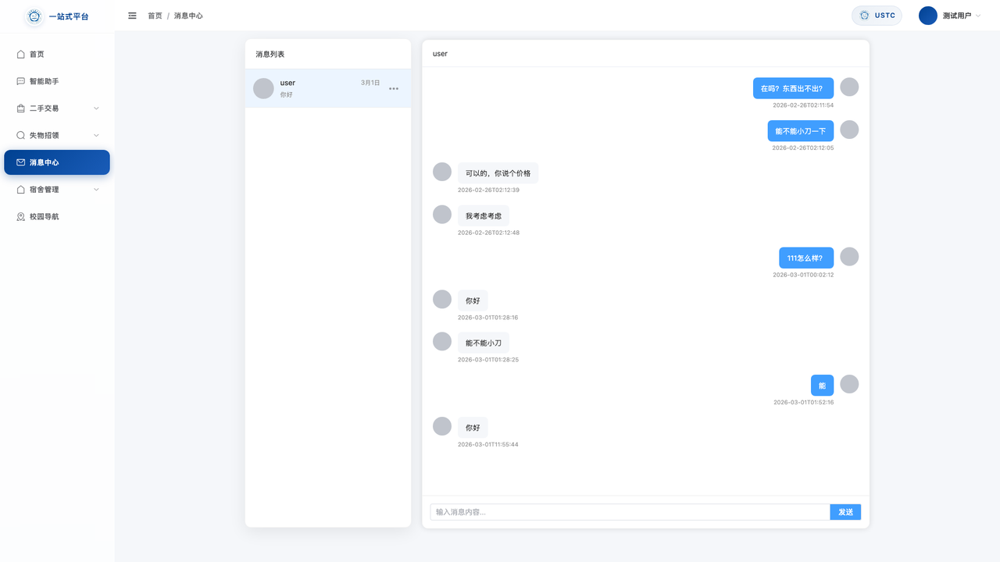 一站式平台
首页 / 消息中心
USTC
测试用户
首页
智能助手
二手交易
失物招领
消息中心
宿舍管理
校园导航
消息列表
user
3月1日
你好
user
在吗？东西出不出？
2026-02-26T02:11:54
能不能小刀一下
2026-02-26T02:12:05
可以的，你说个价格
2026-02-26T02:12:39
我考虑考虑
2026-02-26T02:12:48
111怎么样？
2026-03-01T00:02:12
你好
2026-03-01T01:28:16
能不能小刀
2026-03-01T01:28:25
能
2026-03-01T01:52:16
你好
2026-03-01T11:55:44
输入消息内容...
发送